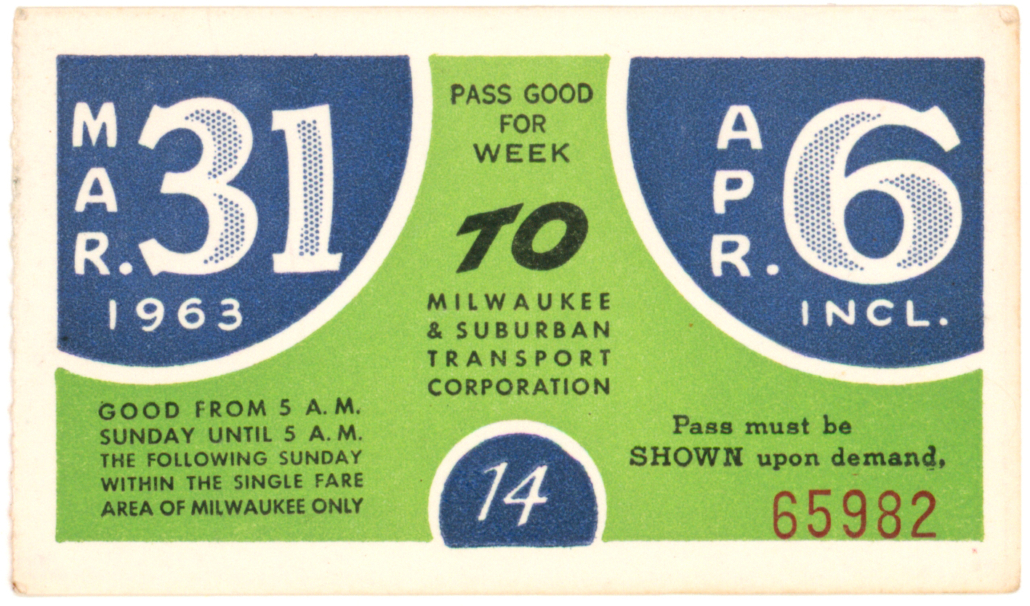 MAR. 31
1963
PASS GOOD
FOR
WEEK
TO
APR. 6
INCL.
MILWAUKEE
& SUBURBAN
TRANSPORT
CORPORATION
GOOD FROM 5 A.M.
SUNDAY UNTIL 5 A.M.
THE FOLLOWING SUNDAY
WITHIN THE SINGLE FARE
AREA OF MILWAUKEE ONLY
14
Pass must be
SHOWN upon demand,
65982